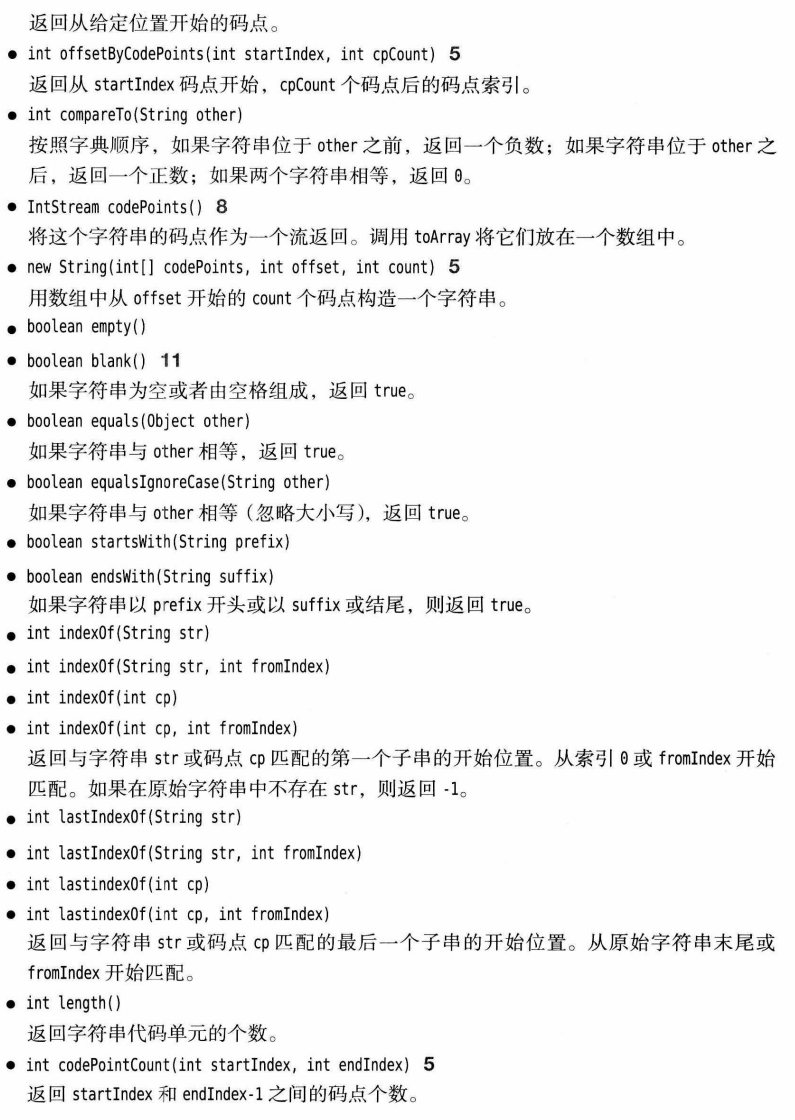 返回从给定位置开始的码点。
● int offsetByCodePoints(int startIndex, int cpCount) 5
返回从 startIndex 码点开始，cpCount 个码点后的码点索引。
● int compareTo(String other)
按照字典顺序，如果字符串位于 other 之前，返回一个负数；如果字符串位于 other 之
后，返回一个正数；如果两个字符串相等，返回 0。
● IntStream codePoints() 8
将这个字符串的码点作为一个流返回。调用 toArray 将它们放在一个数组中。
● new String(int[] codePoints, int offset, int count) 5
用数组中从 offset 开始的 count 个码点构造一个字符串。
● boolean empty()
● boolean blank() 11
如果字符串为空或者由空格组成，返回 true。
● boolean equals(Object other)
如果字符串与 other 相等，返回 true。
● boolean equalsIgnoreCase(String other)
如果字符串与 other 相等（忽略大小写），返回 true。
● boolean startsWith(String prefix)
● boolean endsWith(String suffix)
如果字符串以 prefix 开头或以 suffix 或结尾，则返回 true。
● int indexOf(String str)
● int indexOf(String str, int fromIndex)
● int indexOf(int cp)
● int indexOf(int cp, int fromIndex)
返回与字符串 str 或码点 cp 匹配的第一个子串的开始位置。从索引 0 或 fromIndex 开始
匹配。如果在原始字符串中不存在 str，则返回 -1。
● int lastIndexOf(String str)
● int lastIndexOf(String str, int fromIndex)
● int lastindexOf(int cp)
● int lastindexOf(int cp, int fromIndex)
返回与字符串 str 或码点 cp 匹配的最后一个子串的开始位置。从原始字符串末尾或
fromIndex 开始匹配。
● int length()
返回字符串代码单元的个数。
● int codePointCount(int startIndex, int endIndex) 5
返回 startIndex 和 endIndex-1 之间的码点个数。